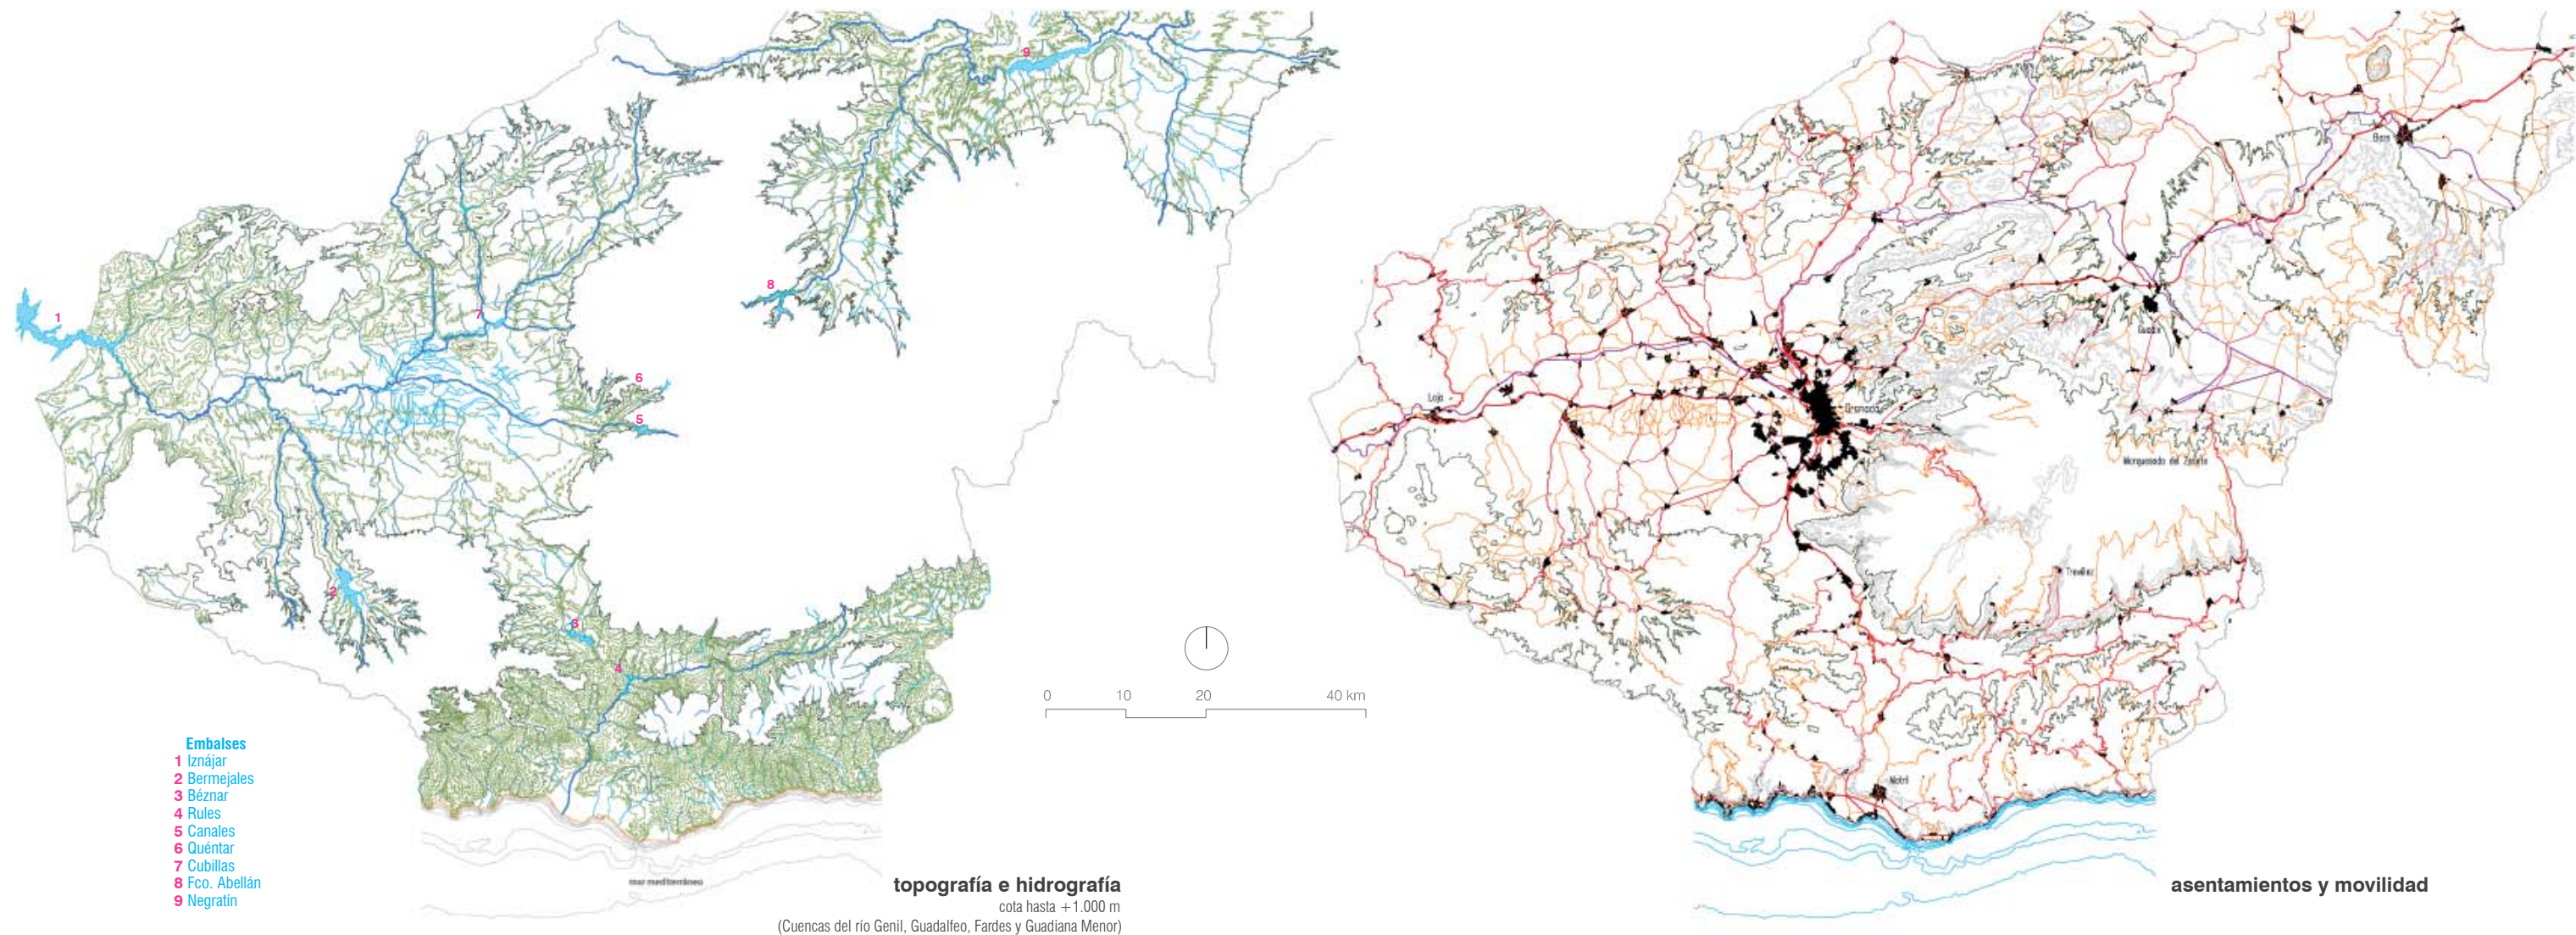 9
8
1
7
6
5
2
3
4
Embalses
1 Iznájar
2 Bermejales
3 Béznar
4 Rules
5 Canales
6 Quéntar
7 Cubillas
8 Fco. Abellán
9 Negratín
mar mediterráneo
0 10 20 40 km
topografía e hidrografía
cota hasta +1.000 m
(Cuencas del río Genil, Guadalfeo, Fardes y Guadiana Menor)
Baza
Guadix
Loja
Granada
Marquesado del Zenete
Trevélez
Motril
asentamientos y movilidad